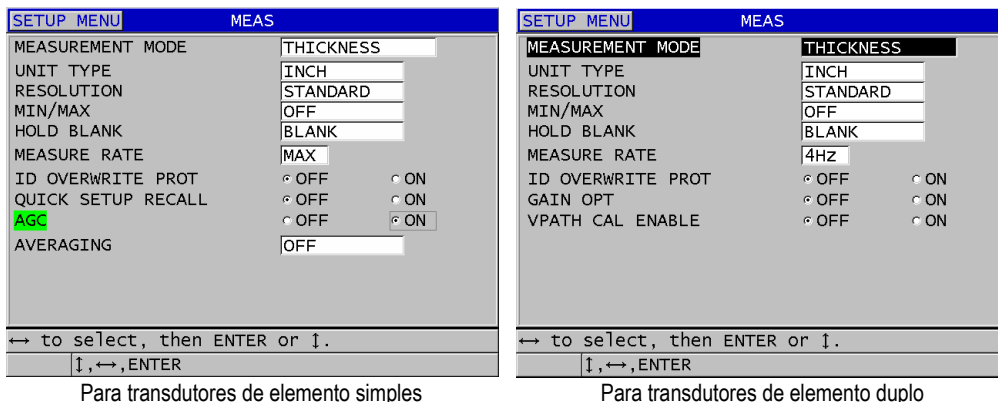 SETUP MENU MEAS
MEASUREMENT MODE THICKNESS
UNIT TYPE INCH
RESOLUTION STANDARD
MIN/MAX OFF
HOLD BLANK BLANK
MEASURE RATE MAX
ID OVERWRITE PROT OFF ON
QUICK SETUP RECALL OFF ON
AGC OFF ON
AVERAGING OFF
↔ to select, then ENTER or ↕.
↕,↔,ENTER
Para transdutores de elemento simples
SETUP MENU MEAS
MEASUREMENT MODE THICKNESS
UNIT TYPE INCH
RESOLUTION STANDARD
MIN/MAX OFF
HOLD BLANK BLANK
MEASURE RATE 4Hz
ID OVERWRITE PROT OFF ON
GAIN OPT OFF ON
VPATH CAL ENABLE OFF ON
↔ to select, then ENTER or ↕.
↕,↔,ENTER
Para transdutores de elemento duplo